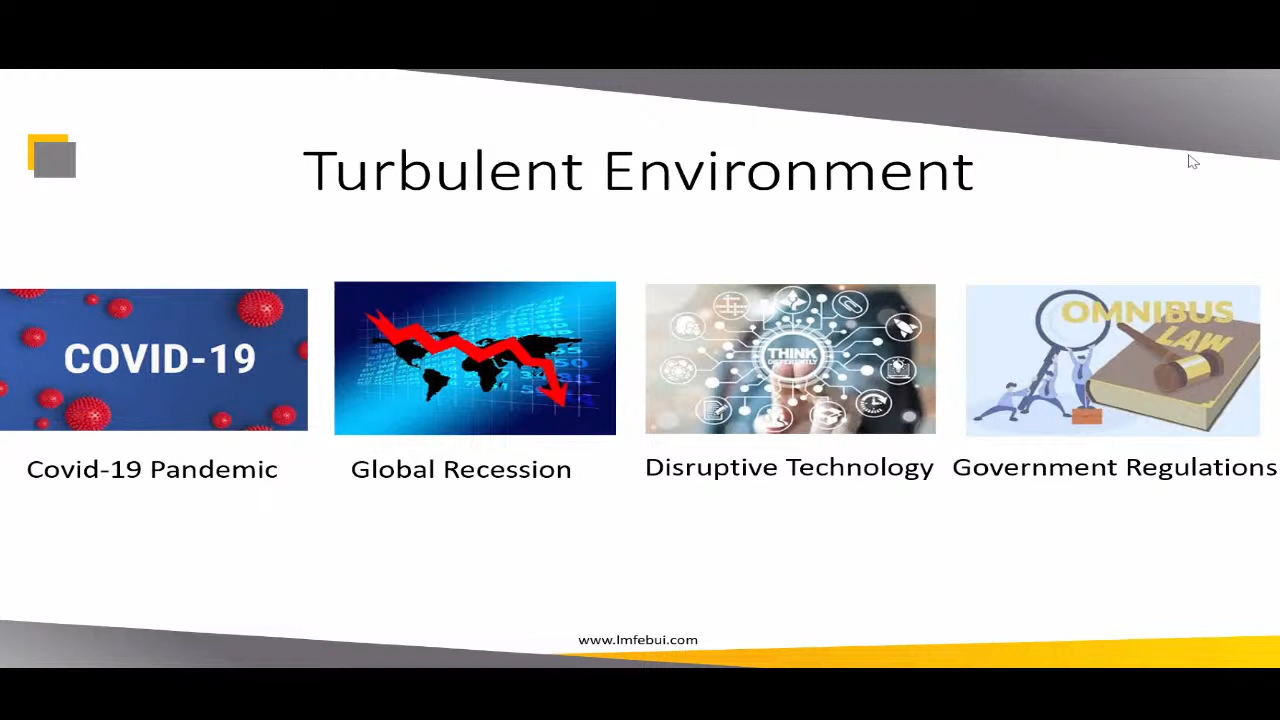 Turbulent Environment
COVID-19
THINK
DIFFERENTLY
OMNIBUS
LAW
Covid-19 Pandemic
Global Recession
Disruptive Technology
Government Regulations
www.lmfebui.com